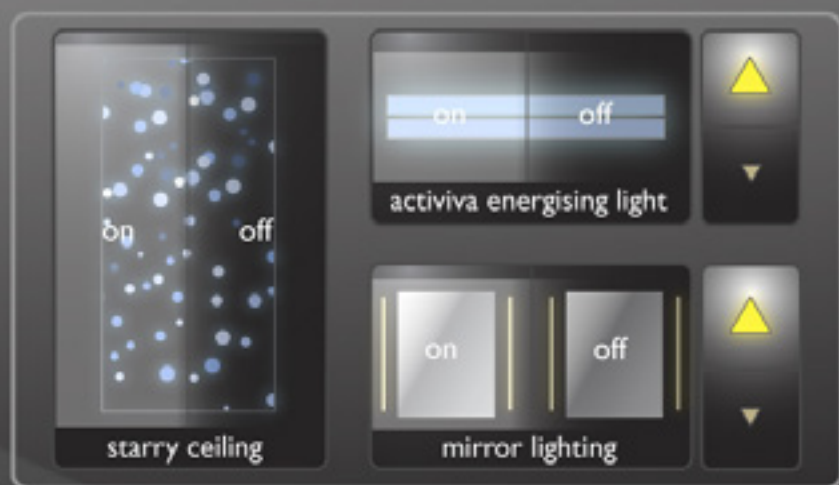 on off
starry ceiling
on off
activiva energising light
on off
mirror lighting